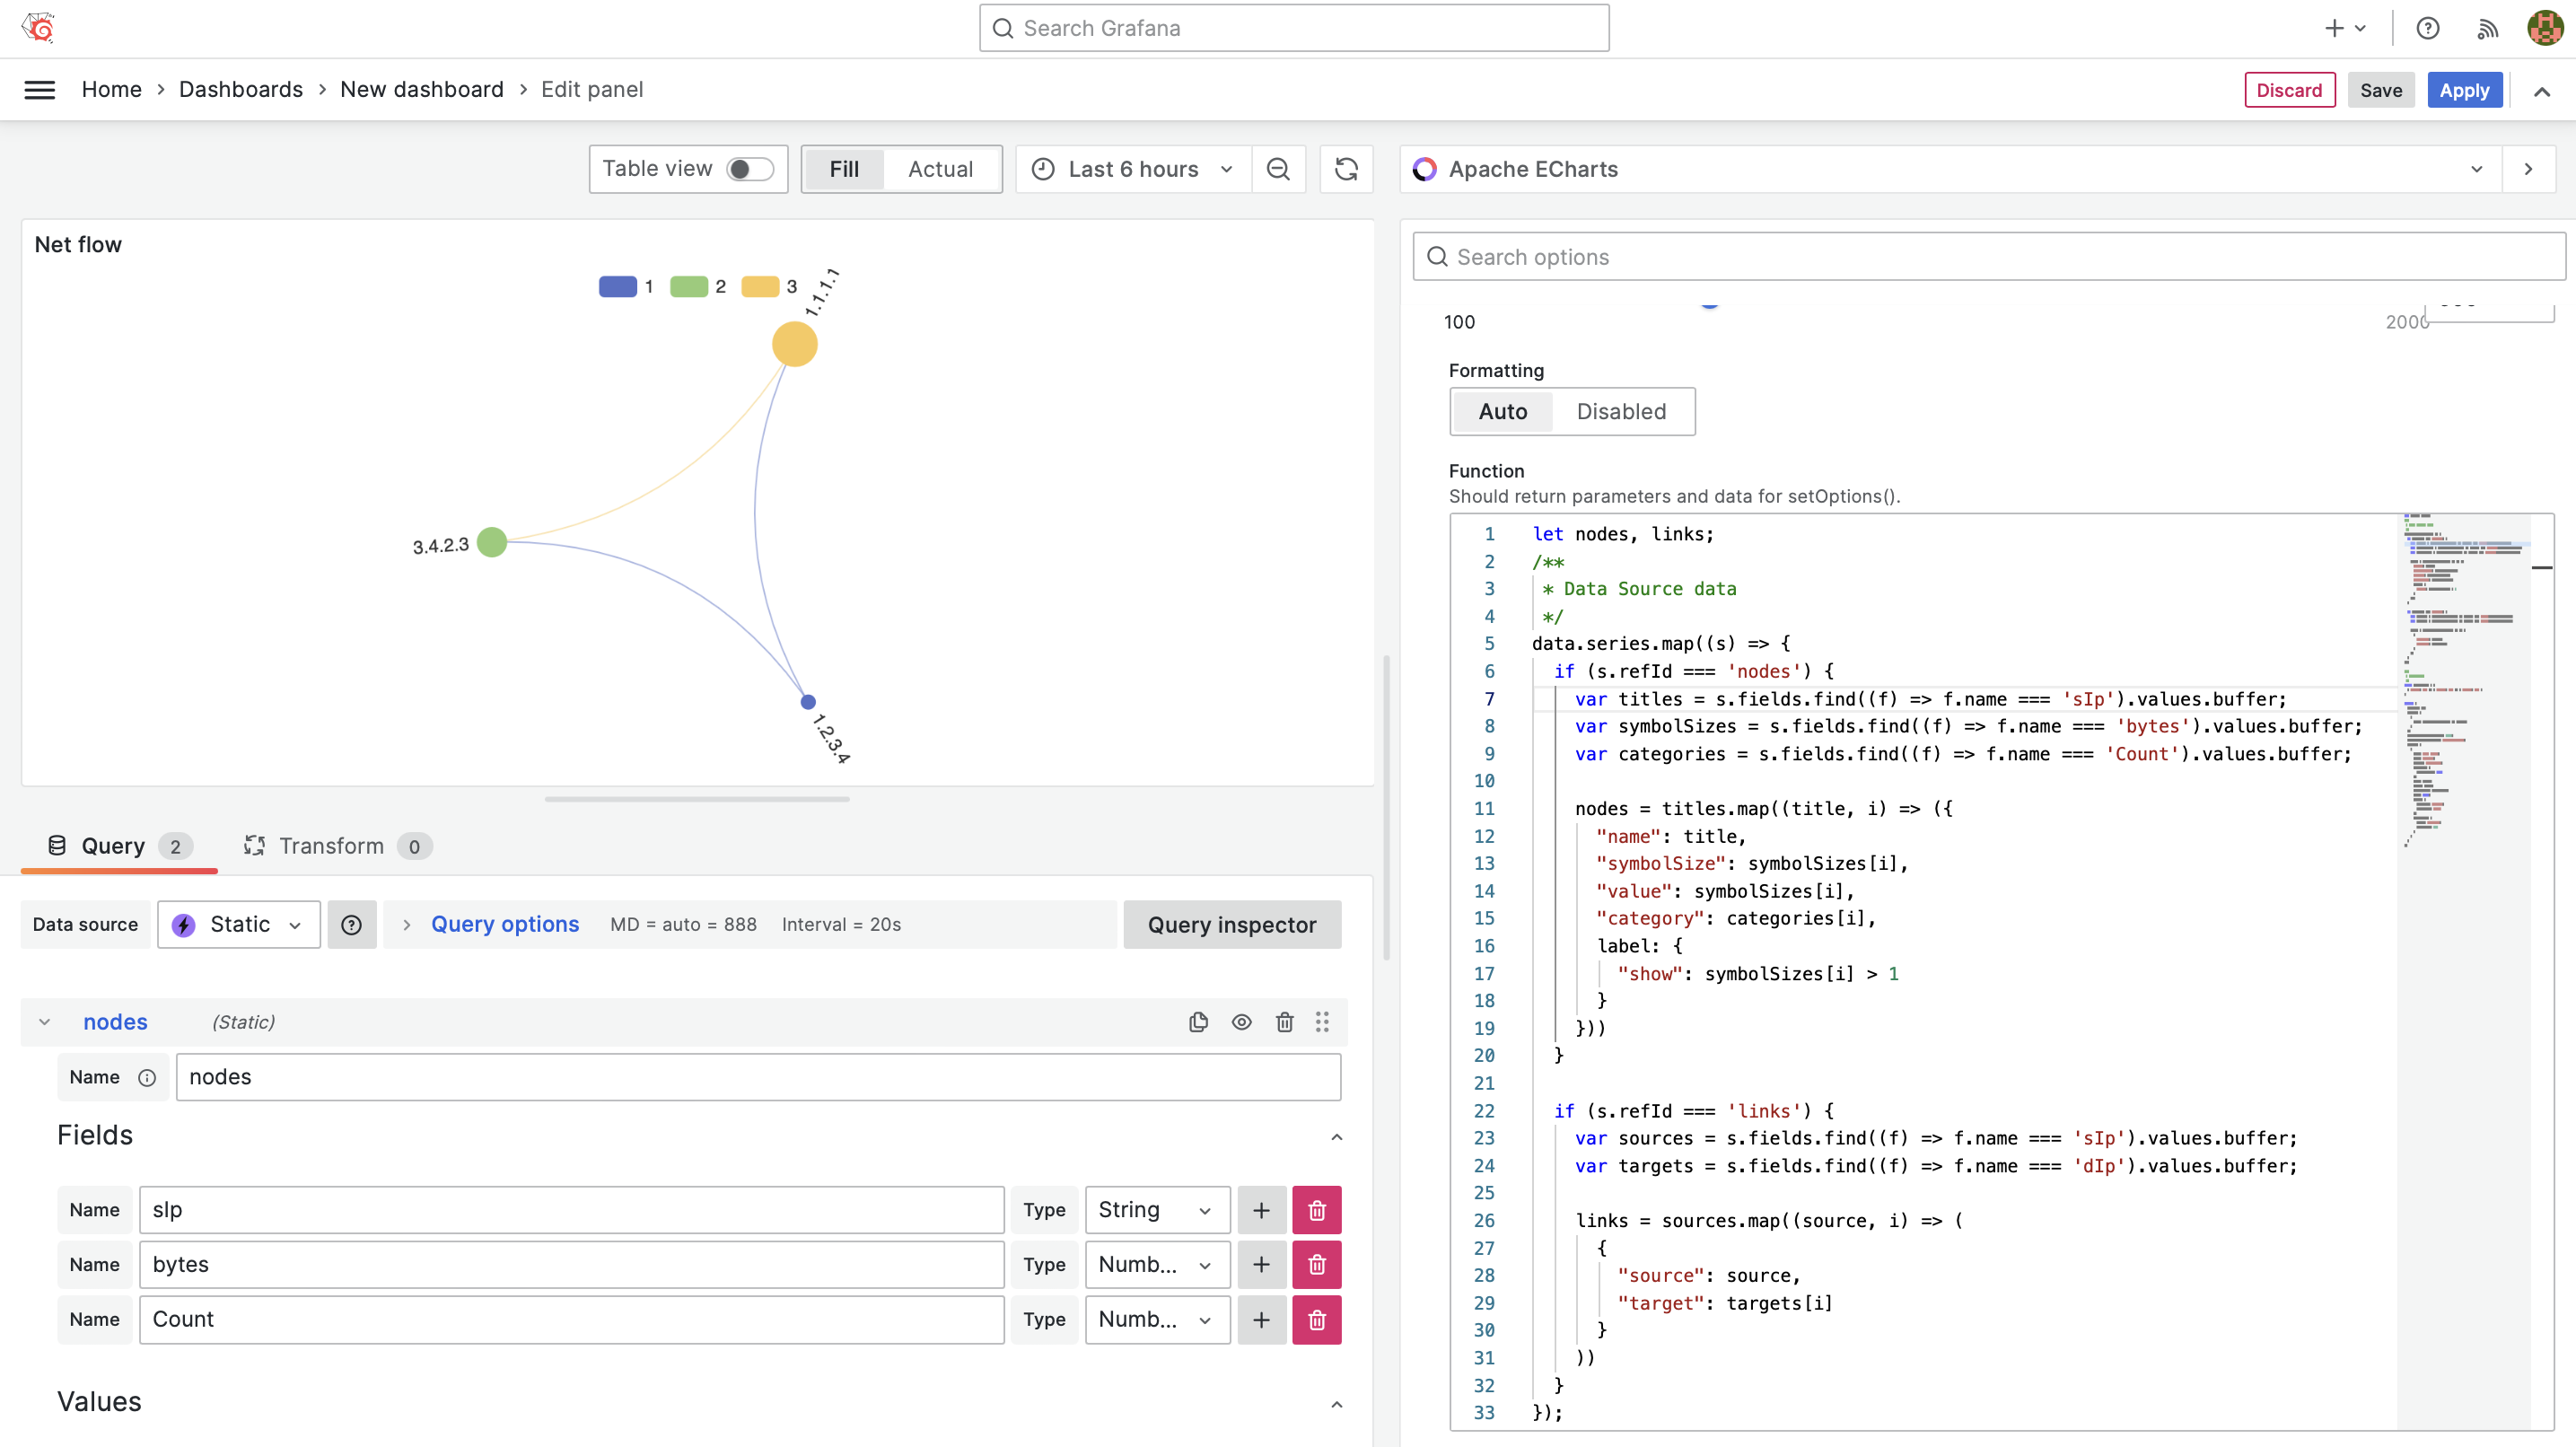 Search Grafana
Home > Dashboards > New dashboard > Edit panel
Discard Save Apply
Table view Fill Actual Last 6 hours
Apache ECharts
Net flow
1 2 3
1.1.1.1
3.4.2.3
1.2.3.4
Search options
100
2000
Formatting
Auto Disabled
Function
Should return parameters and data for setOptions().
1 let nodes, links;
2 /**
3 * Data Source data
4 */
5 data.series.map((s) => {
6 if (s.refId === 'nodes') {
7 var titles = s.fields.find((f) => f.name === 'sIp').values.buffer;
8 var symbolSizes = s.fields.find((f) => f.name === 'bytes').values.buffer;
9 var categories = s.fields.find((f) => f.name === 'Count').values.buffer;
10
11 nodes = titles.map((title, i) => ({
12 "name": title,
13 "symbolSize": symbolSizes[i],
14 "value": symbolSizes[i],
15 "category": categories[i],
16 label: {
17 "show": symbolSizes[i] > 1
18 }
19 }))
20 }
21
22 if (s.refId === 'links') {
23 var sources = s.fields.find((f) => f.name === 'sIp').values.buffer;
24 var targets = s.fields.find((f) => f.name === 'dIp').values.buffer;
25
26 links = sources.map((source, i) => (
27 {
28 "source": source,
29 "target": targets[i]
30 }
31 ))
32 }
33 });
Query 2 Transform 0
Data source Static Query options MD = auto = 888 Interval = 20s Query inspector
nodes (Static)
Name nodes
Fields
Name sIp Type String
Name bytes Type Numb...
Name Count Type Numb...
Values